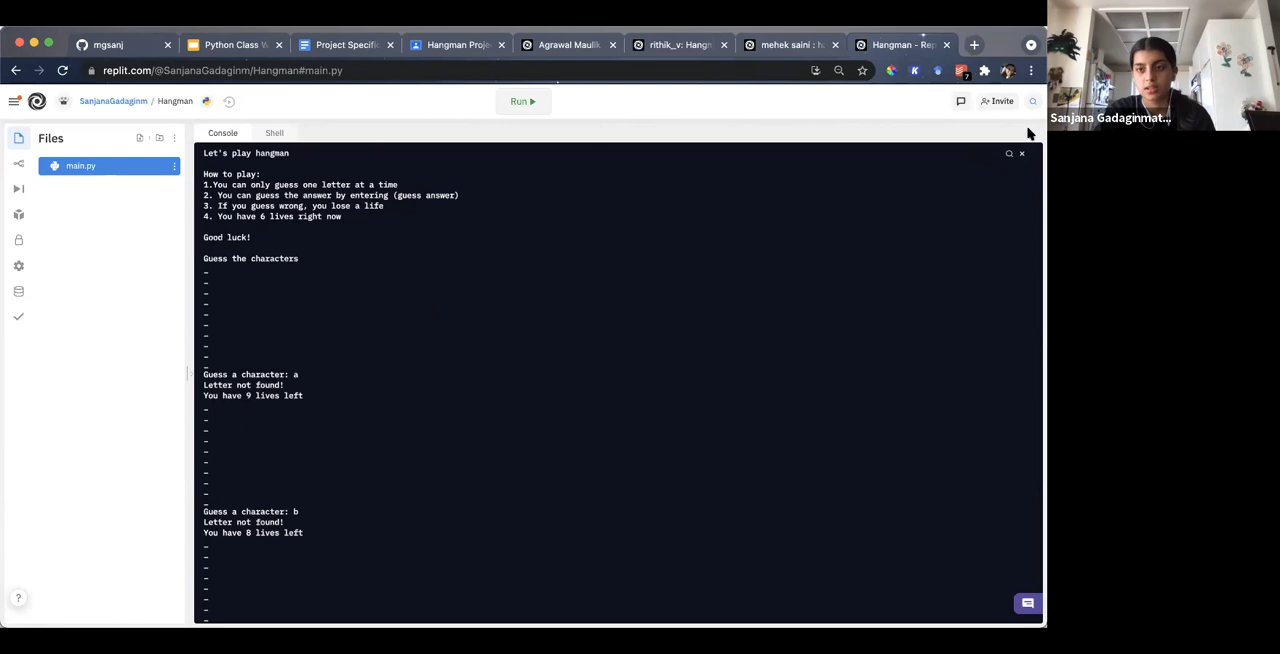 mgsanj
Python Class W
Project Specific
Hangman Proje
Agrawal Maullik
rithik_v: Hangm
mehek saini : ha
Hangman - Repl
replit.com/@SanjanaGadaginm/Hangman#main.py
7
SanjanaGadaginm / Hangman
Run
Invite
Sanjana Gadaginmat...
Files
Console
Shell
main.py
Let's play hangman
How to play:
1.You can only guess one letter at a time
2. You can guess the answer by entering (guess answer)
3. If you guess wrong, you lose a life
4. You have 6 lives right now
Good luck!
Guess the characters
_
_
_
_
_
_
_
_
_
_
Guess a character: a
Letter not found!
You have 9 lives left
_
_
_
_
_
_
_
_
_
_
Guess a character: b
Letter not found!
You have 8 lives left
_
_
_
_
_
_
_
_
?